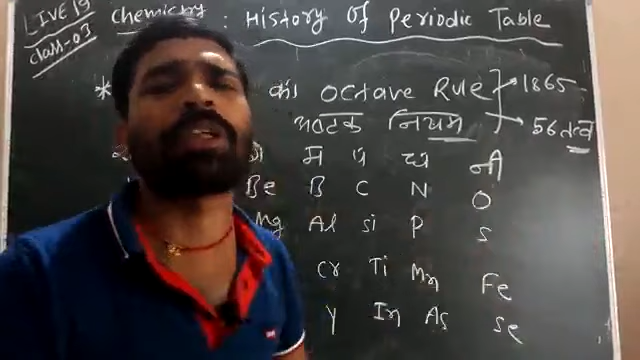 LIVE 19
class-03
Chemistry : History Of Periodic Table
* का Octave Rule → 1865
अष्टक नियम → 56 तत्व
म प ध नी
Be B C N O
Mg Al Si P S
Cr Ti Mn Fe
Y In As Se